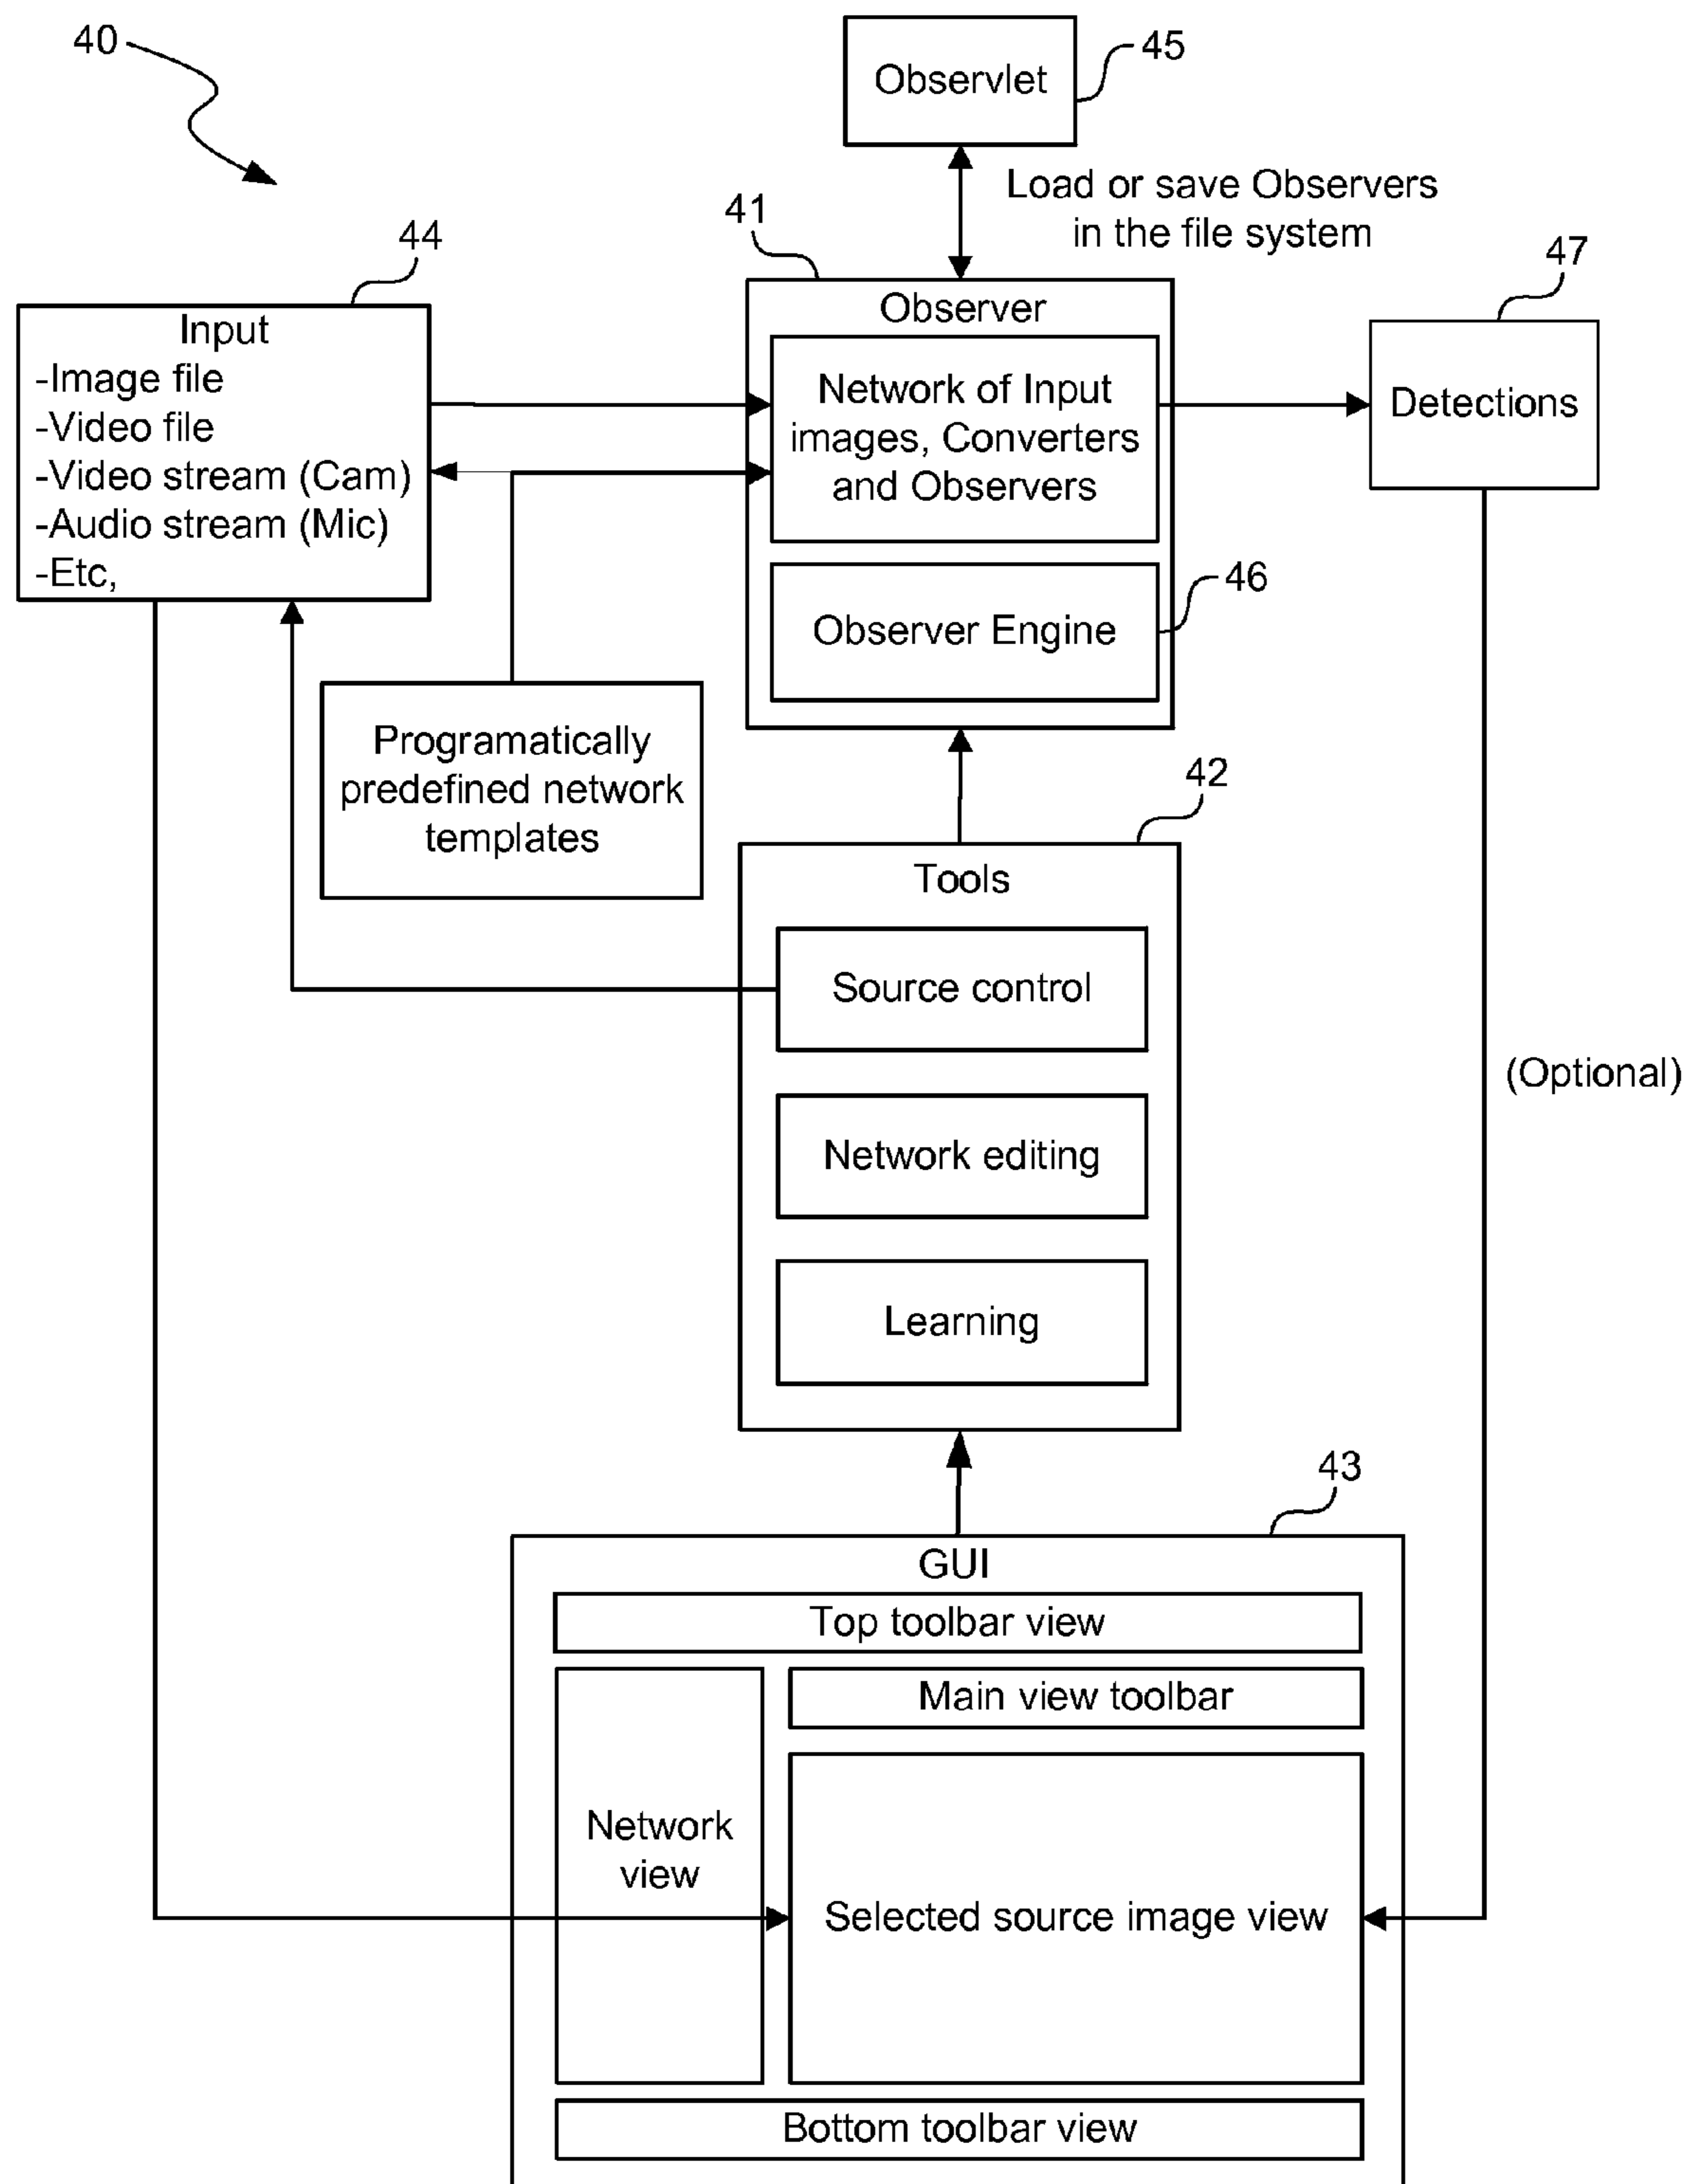 40
Observlet
45
Load or save Observers
in the file system
41
44
47
Input
-Image file
-Video file
-Video stream (Cam)
-Audio stream (Mic)
-Etc,
Observer
Network of Input
images, Converters
and Observers
Detections
46
Observer Engine
Programatically
predefined network
templates
42
Tools
Source control
Network editing
Learning
(Optional)
43
GUI
Top toolbar view
Main view toolbar
Network
view
Selected source image view
Bottom toolbar view